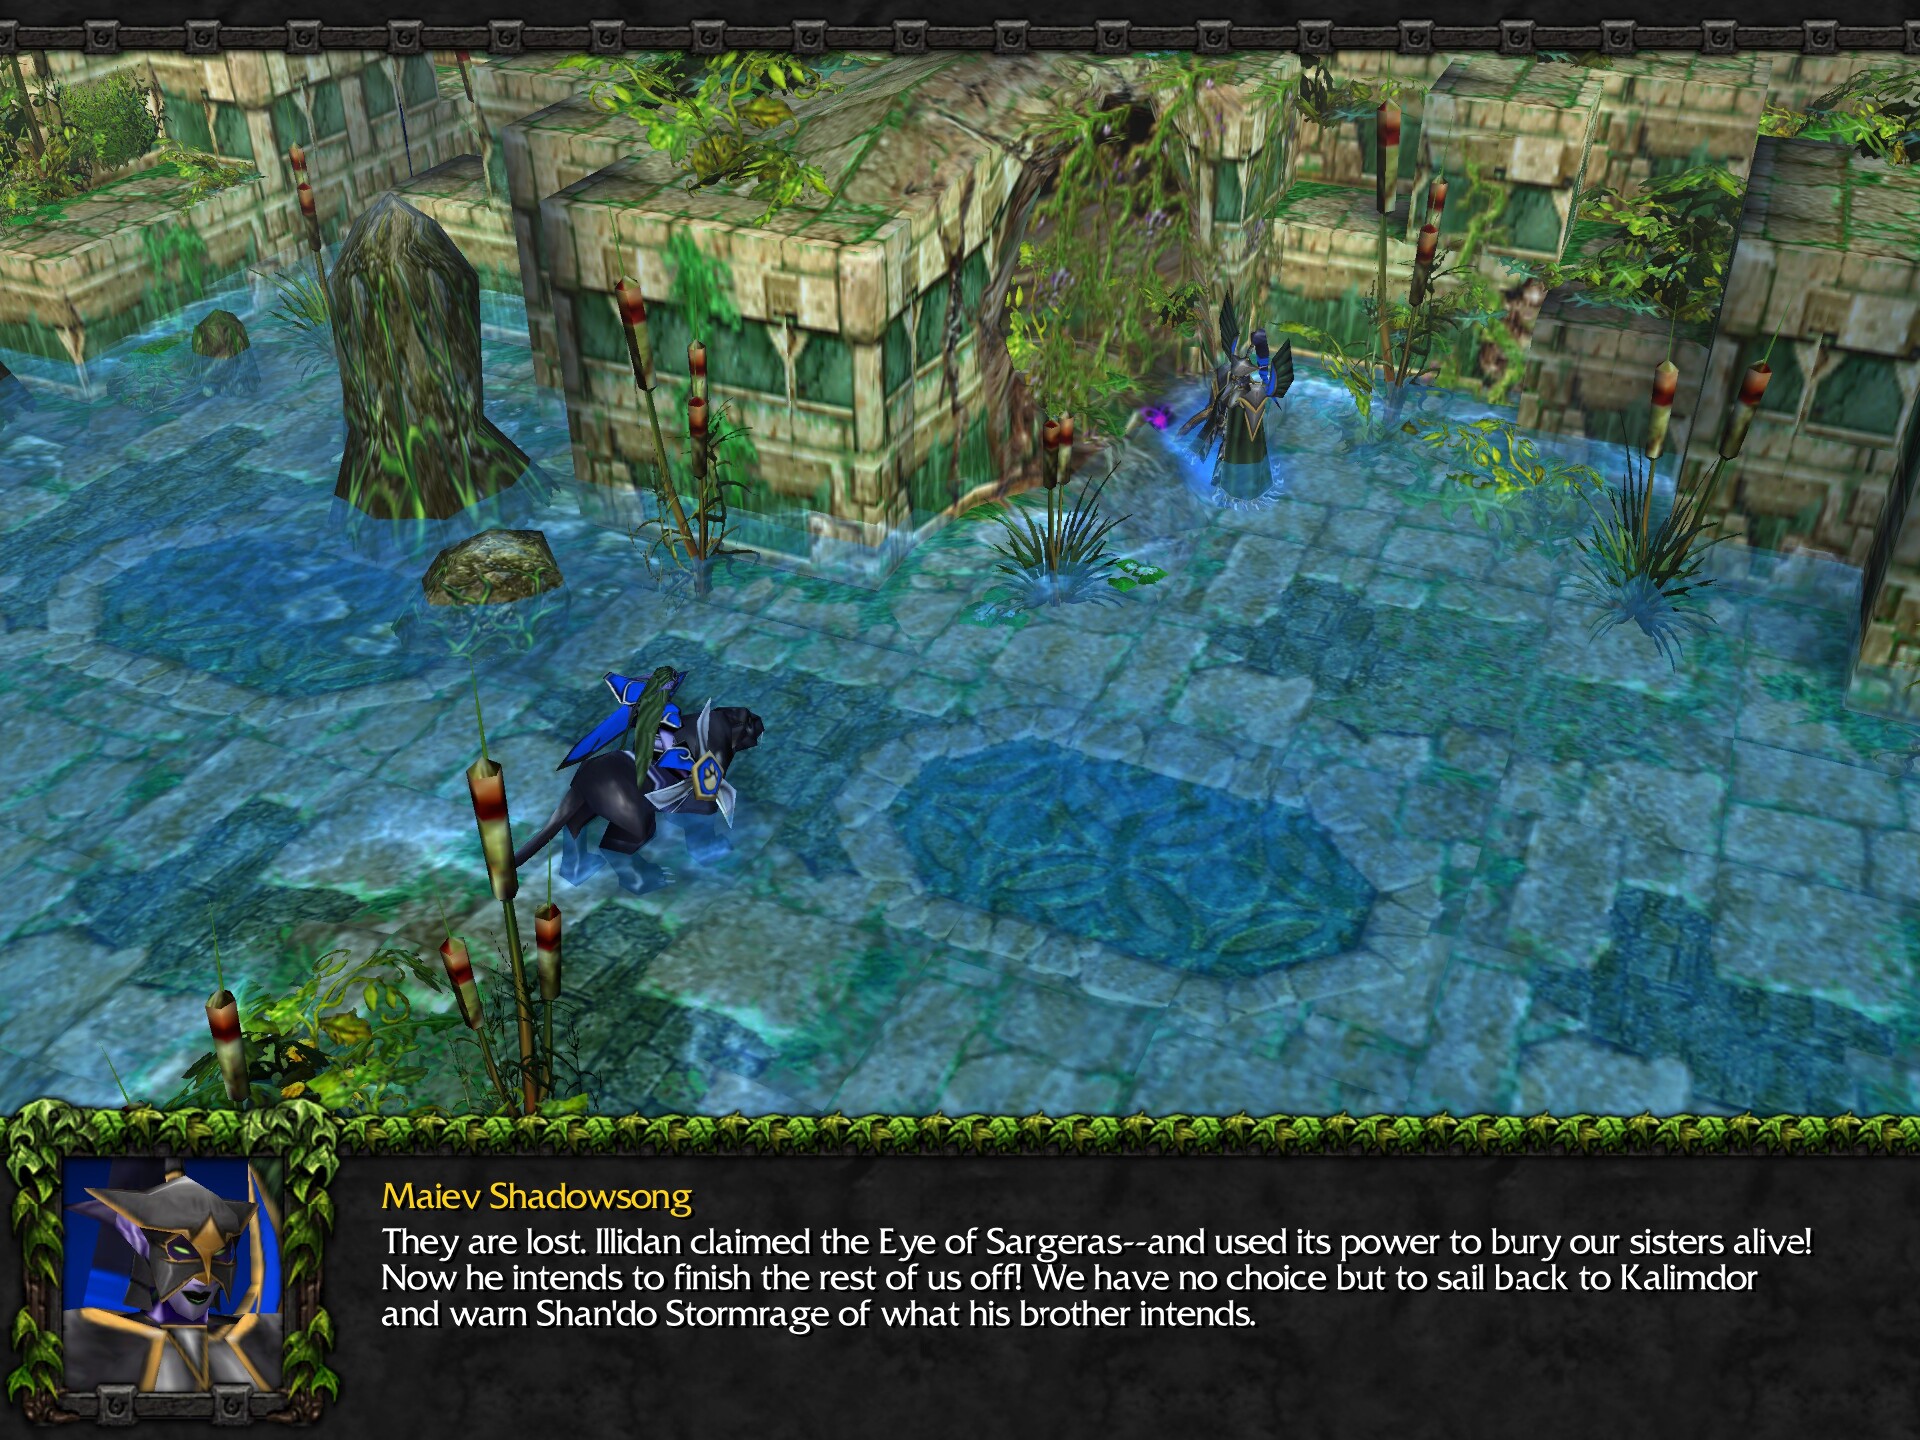 Maiev Shadowsong
They are lost. Illidan claimed the Eye of Sargeras--and used its power to bury our sisters alive!
Now he intends to finish the rest of us off! We have no choice but to sail back to Kalimdor
and warn Shan'do Stormrage of what his brother intends.